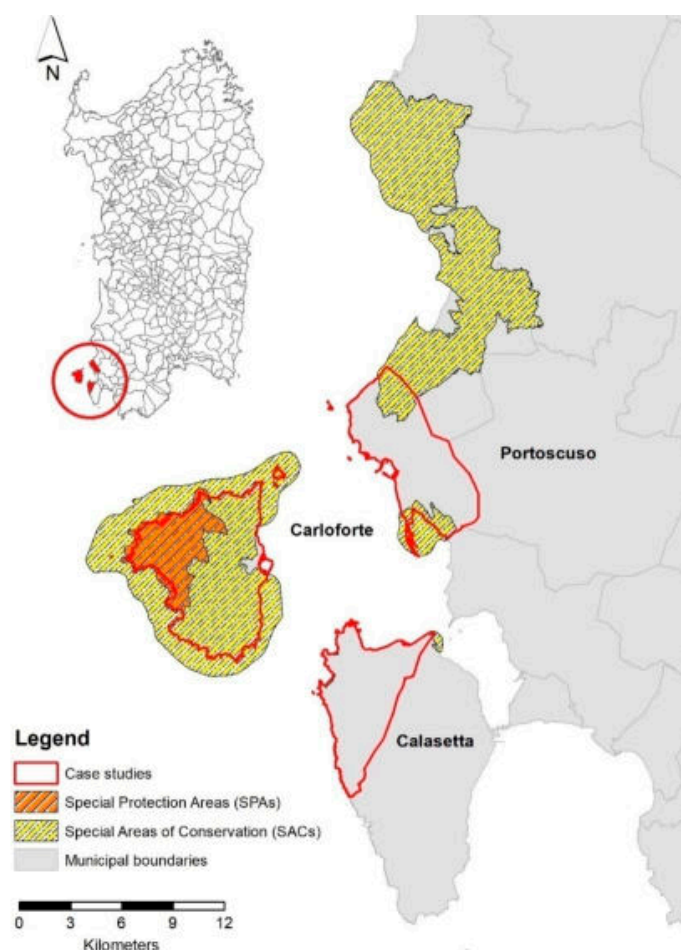 N
Portoscuso
Carloforte
Calasetta
Legend
Case studies
Special Protection Areas (SPAs)
Special Areas of Conservation (SACs)
Municipal boundaries
0 3 6 9 12
Kilometers